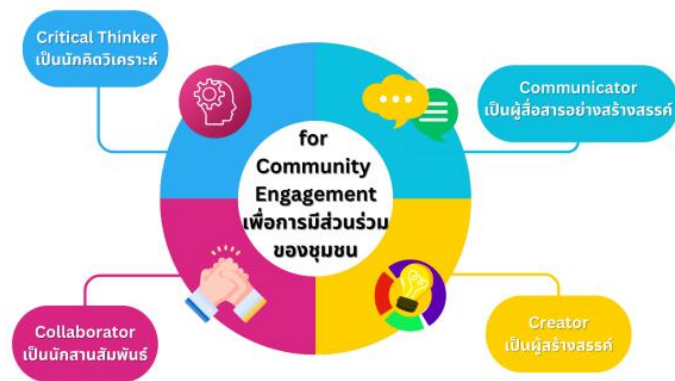 Critical Thinker
เป็นนักคิดวิเคราะห์
Communicator
เป็นผู้สื่อสารอย่างสร้างสรรค์
for
Community
Engagement
เพื่อการมีส่วนร่วม
ของชุมชน
Collaborator
เป็นนักสานสัมพันธ์
Creator
เป็นผู้สร้างสรรค์